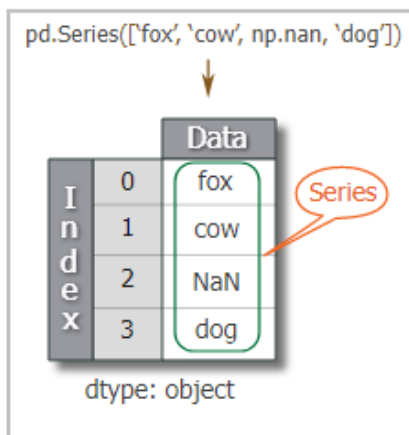 pd.Series([‘fox’, ‘cow’, np.nan, ‘dog’])
Data
Index
0 fox
1 cow
2 NaN
3 dog
Series
dtype: object